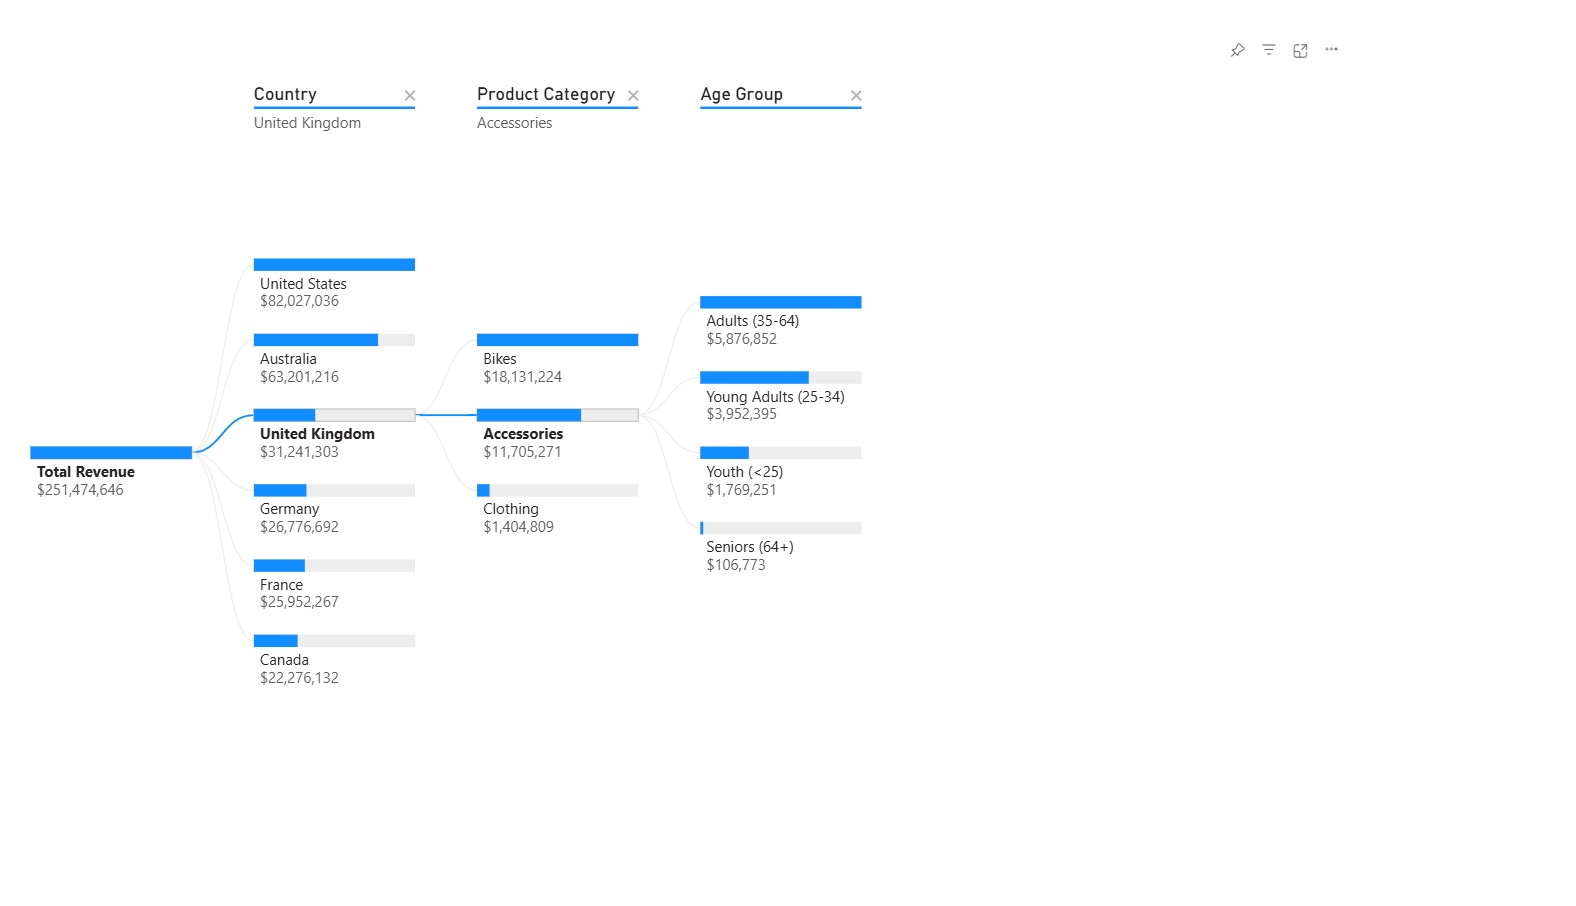 Country
Product Category
Age Group
United Kingdom
Accessories
Total Revenue
$251,474,646
United States
$82,027,036
Australia
$63,201,216
United Kingdom
$31,241,303
Germany
$26,776,692
France
$25,952,267
Canada
$22,276,132
Bikes
$18,131,224
Accessories
$11,705,271
Clothing
$1,404,809
Adults (35-64)
$5,876,852
Young Adults (25-34)
$3,952,395
Youth (<25)
$1,769,251
Seniors (64+)
$106,773